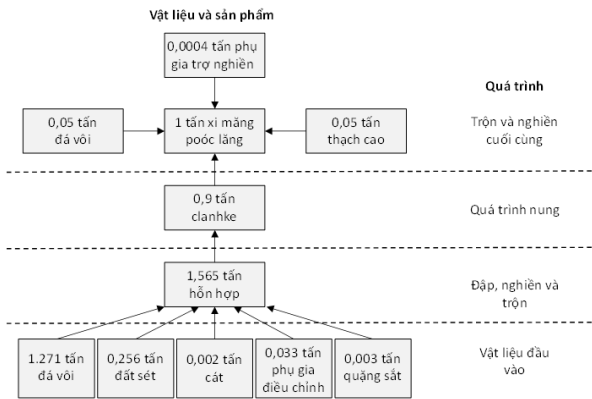 Vật liệu và sản phẩm
0,0004 tấn phụ
gia trợ nghiền
Quá trình
0,05 tấn
đá vôi
1 tấn xi măng
poóc lăng
0,05 tấn
thạch cao
Trộn và nghiền
cuối cùng
0,9 tấn
clanhke
Quá trình nung
1,565 tấn
hỗn hợp
Đập, nghiền và
trộn
1.271 tấn
đá vôi
0,256 tấn
đất sét
0,002 tấn
cát
0,033 tấn
phụ gia
điều chỉnh
0,003 tấn
quặng sắt
Vật liệu đầu
vào